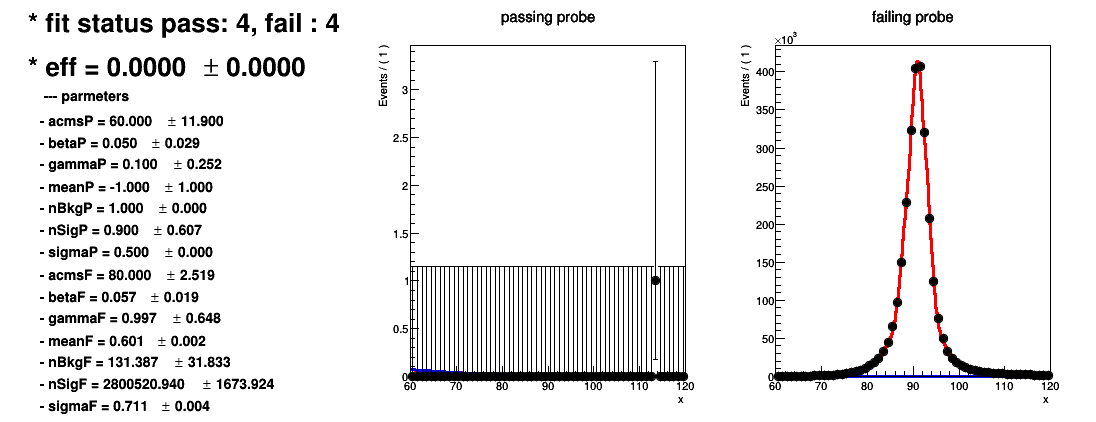 * fit status pass: 4, fail : 4
* eff = 0.0000 ± 0.0000
--- parmeters
- acmsP = 60.000 ± 11.900
- betaP = 0.050 ± 0.029
- gammaP = 0.100 ± 0.252
- meanP = -1.000 ± 1.000
- nBkgP = 1.000 ± 0.000
- nSigP = 0.900 ± 0.607
- sigmaP = 0.500 ± 0.000
- acmsF = 80.000 ± 2.519
- betaF = 0.057 ± 0.019
- gammaF = 0.997 ± 0.648
- meanF = 0.601 ± 0.002
- nBkgF = 131.387 ± 31.833
- nSigF = 2800520.940 ± 1673.924
- sigmaF = 0.711 ± 0.004
passing probe
Events / ( 1 )
3
2.5
2
1.5
1
0.5
0
60 70 80 90 100 110 120
x
failing probe
×10³
Events / ( 1 )
400
350
300
250
200
150
100
50
0
60 70 80 90 100 110 120
x